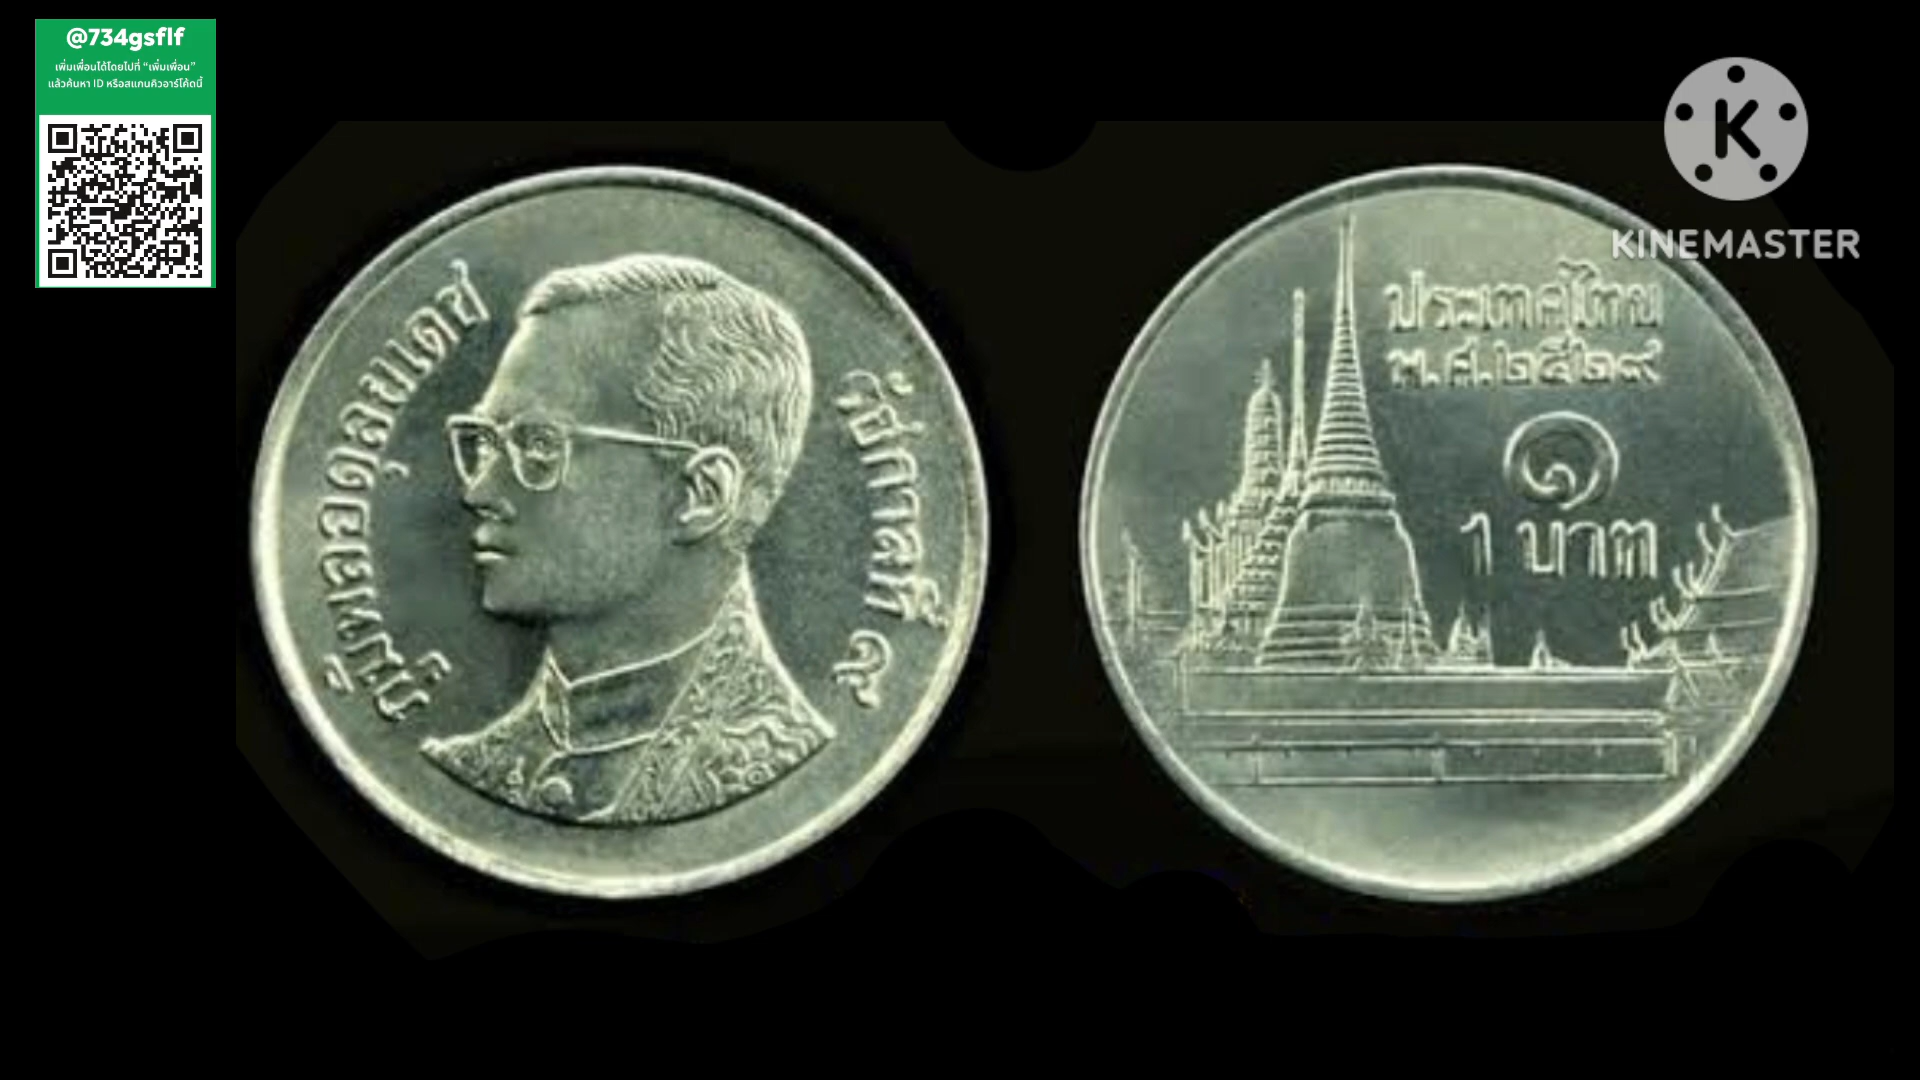 @734gsflf
เพิ่มเพื่อนได้โดยไปที่ “เพิ่มเพื่อน”
แล้วค้นหา ID หรือสแกนคิวอาร์โค้ดนี้
K
KINEMASTER
ภูมิพลอดุลยเดช
รัชกาลที่ ๙
ประเทศไทย
พ.ศ.๒๕๒๙
๑
1 บาท